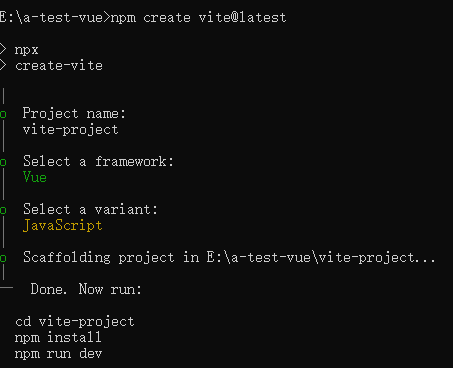 E:\a-test-vue>npm create vite@latest
> npx
> create-vite
Project name:
vite-project
Select a framework:
Vue
Select a variant:
JavaScript
Scaffolding project in E:\a-test-vue\vite-project...
Done. Now run:
cd vite-project
npm install
npm run dev